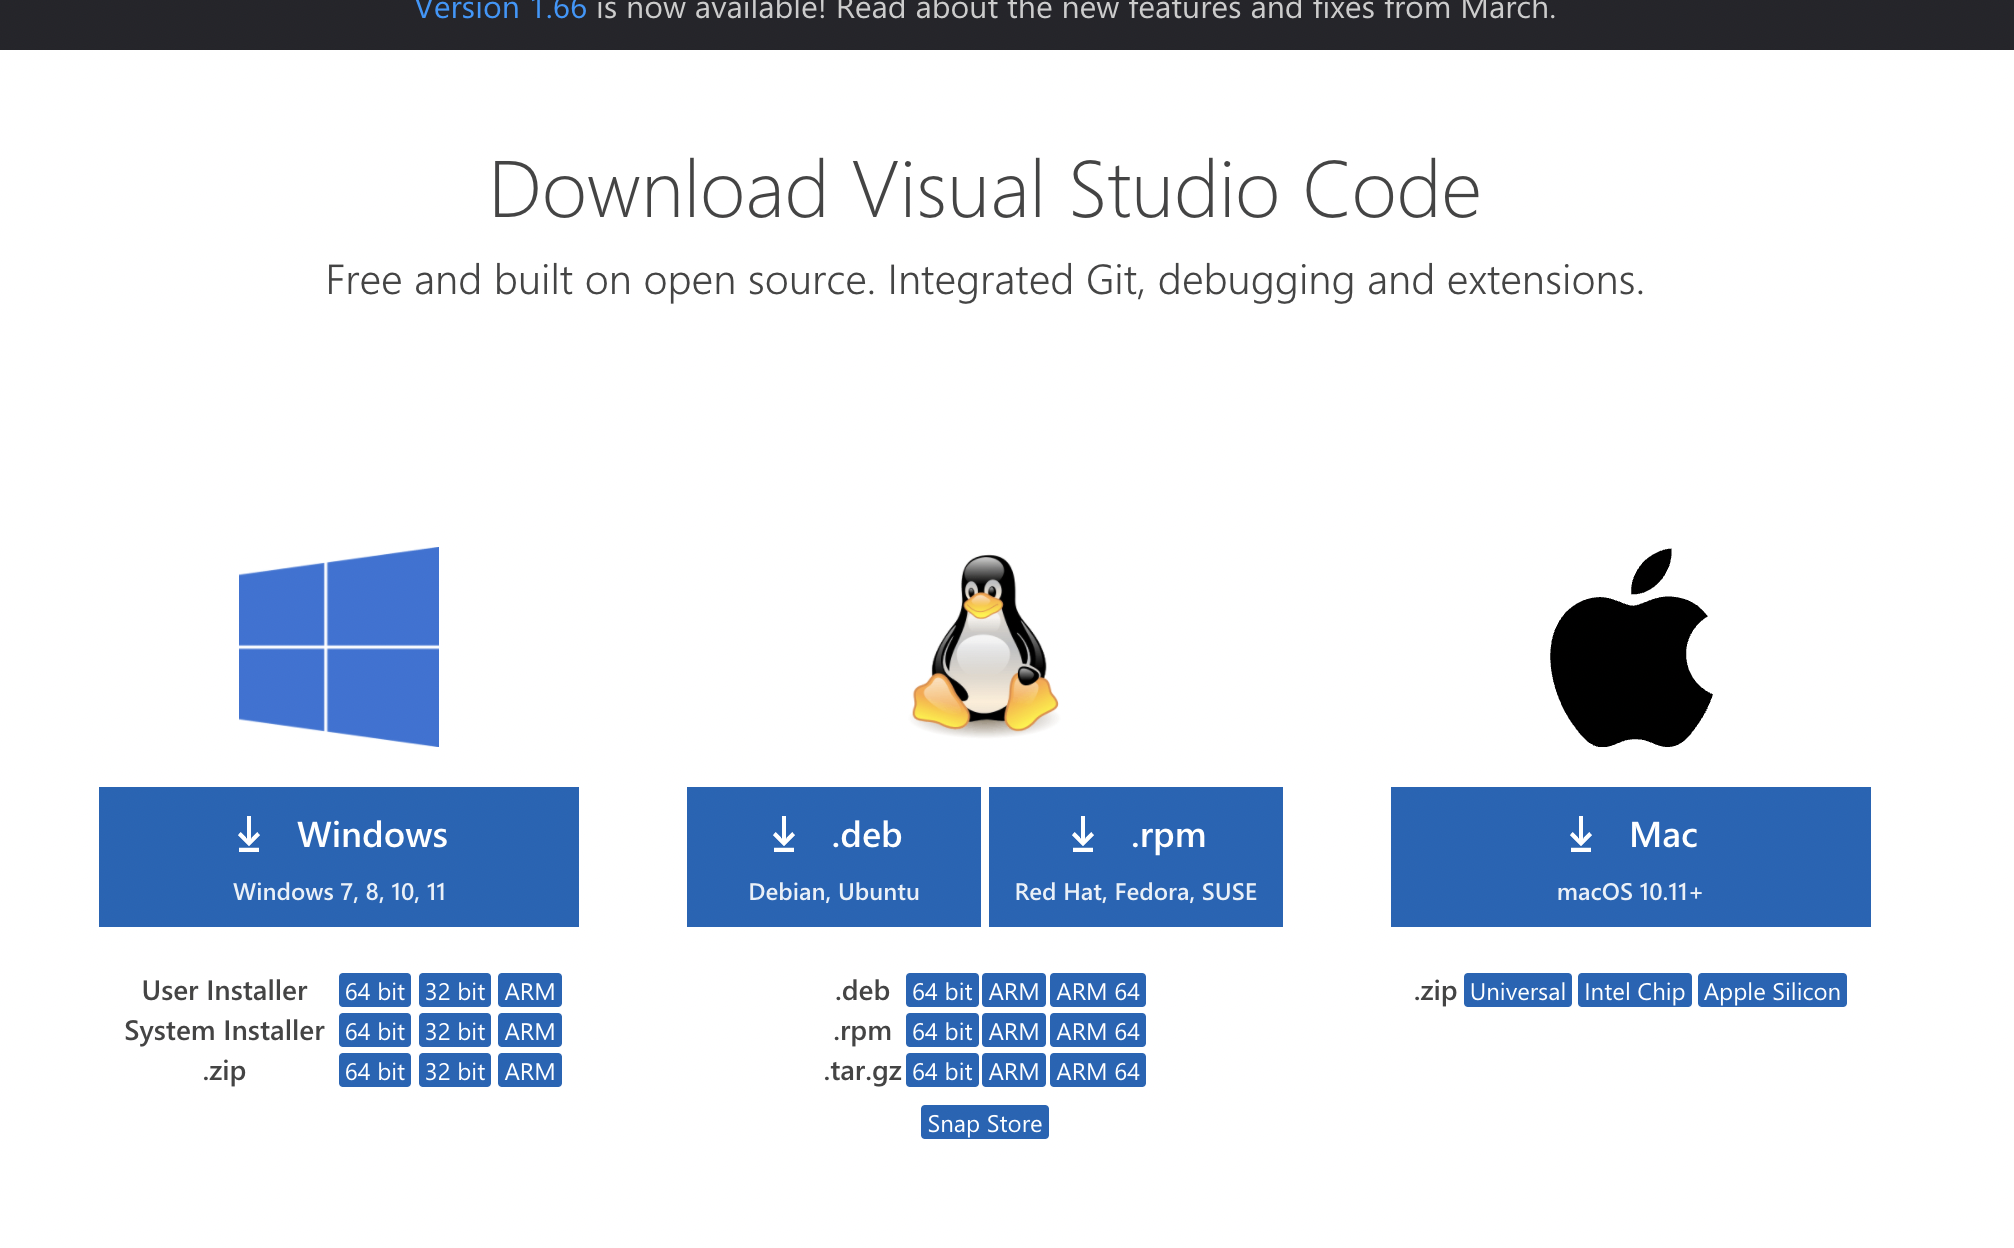 Version 1.66 is now available! Read about the new features and fixes from March.
Download Visual Studio Code
Free and built on open source. Integrated Git, debugging and extensions.
Windows
Windows 7, 8, 10, 11
User Installer 64 bit 32 bit ARM
System Installer 64 bit 32 bit ARM
.zip 64 bit 32 bit ARM
.deb
Debian, Ubuntu
.rpm
Red Hat, Fedora, SUSE
.deb 64 bit ARM ARM 64
.rpm 64 bit ARM ARM 64
.tar.gz 64 bit ARM ARM 64
Snap Store
Mac
macOS 10.11+
.zip Universal Intel Chip Apple Silicon